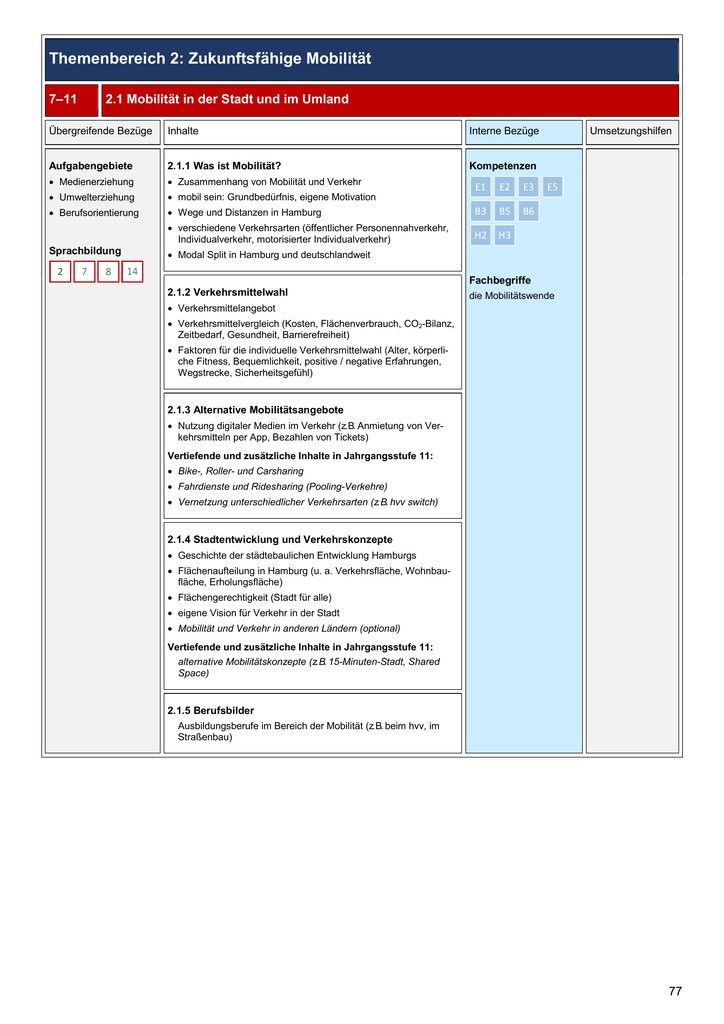 Themenbereich 2: Zukunftsfähige Mobilität
7–11
2.1 Mobilität in der Stadt und im Umland
Übergreifende Bezüge
Inhalte
Interne Bezüge
Umsetzungshilfen
Aufgabengebiete
• Medienerziehung
• Umwelterziehung
• Berufsorientierung
Sprachbildung
2 7 8 14
2.1.1 Was ist Mobilität?
• Zusammenhang von Mobilität und Verkehr
• mobil sein: Grundbedürfnis, eigene Motivation
• Wege und Distanzen in Hamburg
• verschiedene Verkehrsarten (öffentlicher Personennahverkehr,
Individualverkehr, motorisierter Individualverkehr)
• Modal Split in Hamburg und deutschlandweit
2.1.2 Verkehrsmittelwahl
• Verkehrsmittelangebot
• Verkehrsmittelvergleich (Kosten, Flächenverbrauch, CO₂-Bilanz,
Zeitbedarf, Gesundheit, Barrierefreiheit)
• Faktoren für die individuelle Verkehrsmittelwahl (Alter, körperli-
che Fitness, Bequemlichkeit, positive / negative Erfahrungen,
Wegstrecke, Sicherheitsgefühl)
2.1.3 Alternative Mobilitätsangebote
• Nutzung digitaler Medien im Verkehr (z.B. Anmietung von Ver-
kehrsmitteln per App, Bezahlen von Tickets)
Vertiefende und zusätzliche Inhalte in Jahrgangsstufe 11:
• Bike-, Roller- und Carsharing
• Fahrdienste und Ridesharing (Pooling-Verkehre)
• Vernetzung unterschiedlicher Verkehrsarten (z.B. hvv switch)
2.1.4 Stadtentwicklung und Verkehrskonzepte
• Geschichte der städtebaulichen Entwicklung Hamburgs
• Flächenaufteilung in Hamburg (u. a. Verkehrsfläche, Wohnbau-
fläche, Erholungsfläche)
• Flächengerechtigkeit (Stadt für alle)
• eigene Vision für Verkehr in der Stadt
• Mobilität und Verkehr in anderen Ländern (optional)
Vertiefende und zusätzliche Inhalte in Jahrgangsstufe 11:
alternative Mobilitätskonzepte (z.B. 15-Minuten-Stadt, Shared
Space)
2.1.5 Berufsbilder
Ausbildungsberufe im Bereich der Mobilität (z.B. beim hvv, im
Straßenbau)
Kompetenzen
E1 E2 E3 E5
B3 B5 B6
H2 H3
Fachbegriffe
die Mobilitätswende
77